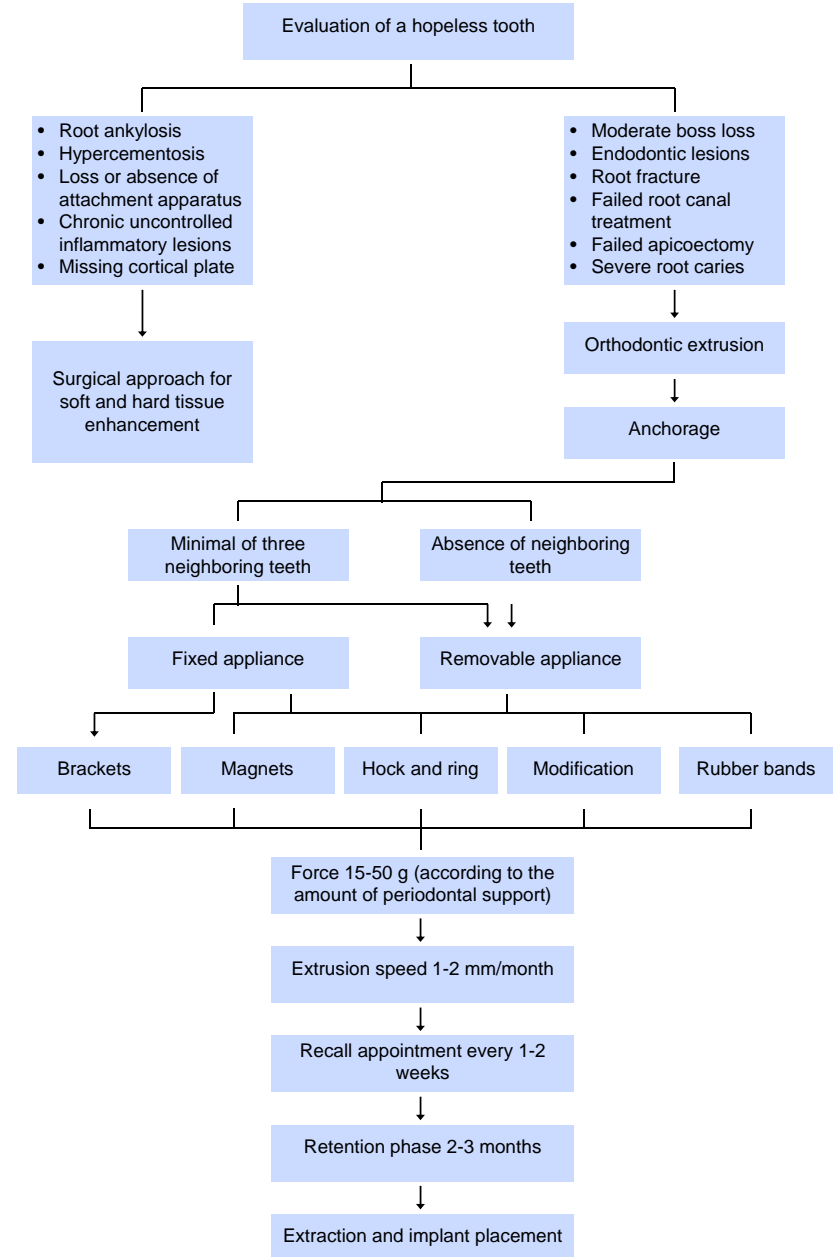 Evaluation of a hopeless tooth
• Root ankylosis
• Hypercementosis
• Loss or absence of
attachment apparatus
• Chronic uncontrolled
inflammatory lesions
• Missing cortical plate
• Moderate boss loss
• Endodontic lesions
• Root fracture
• Failed root canal
treatment
• Failed apicoectomy
• Severe root caries
Surgical approach for
soft and hard tissue
enhancement
Orthodontic extrusion
Anchorage
Minimal of three
neighboring teeth
Absence of neighboring
teeth
Fixed appliance
Removable appliance
Brackets
Magnets
Hock and ring
Modification
Rubber bands
Force 15-50 g (according to the
amount of periodontal support)
Extrusion speed 1-2 mm/month
Recall appointment every 1-2
weeks
Retention phase 2-3 months
Extraction and implant placement